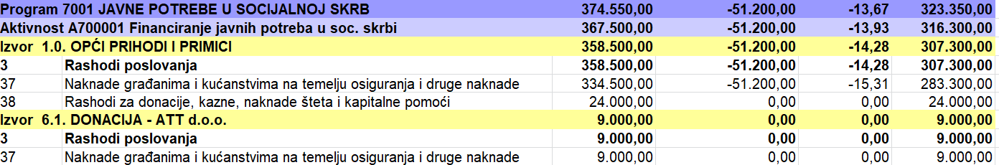 Program 7001 JAVNE POTREBE U SOCIJALNOJ SKRB 374.550,00 -51.200,00 -13,67 323.350,00
Aktivnost A700001 Financiranje javnih potreba u soc. skrbi 367.500,00 -51.200,00 -13,93 316.300,00
Izvor 1.0. OPĆI PRIHODI I PRIMICI 358.500,00 -51.200,00 -14,28 307.300,00
3 Rashodi poslovanja 358.500,00 -51.200,00 -14,28 307.300,00
37 Naknade građanima i kućanstvima na temelju osiguranja i druge naknade 334.500,00 -51.200,00 -15,31 283.300,00
38 Rashodi za donacije, kazne, naknade šteta i kapitalne pomoći 24.000,00 0,00 0,00 24.000,00
Izvor 6.1. DONACIJA - ATT d.o.o. 9.000,00 0,00 0,00 9.000,00
3 Rashodi poslovanja 9.000,00 0,00 0,00 9.000,00
37 Naknade građanima i kućanstvima na temelju osiguranja i druge naknade 9.000,00 0,00 0,00 9.000,00